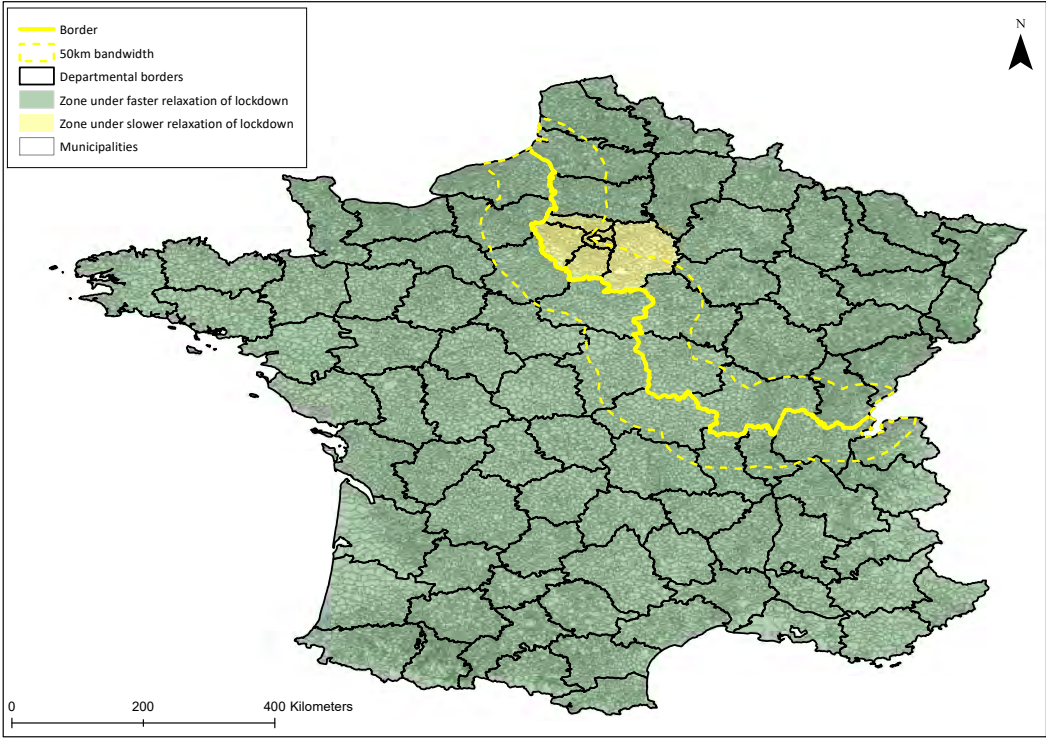 Border
50km bandwidth
Departmental borders
Zone under faster relaxation of lockdown
Zone under slower relaxation of lockdown
Municipalities
N
0 200 400 Kilometers